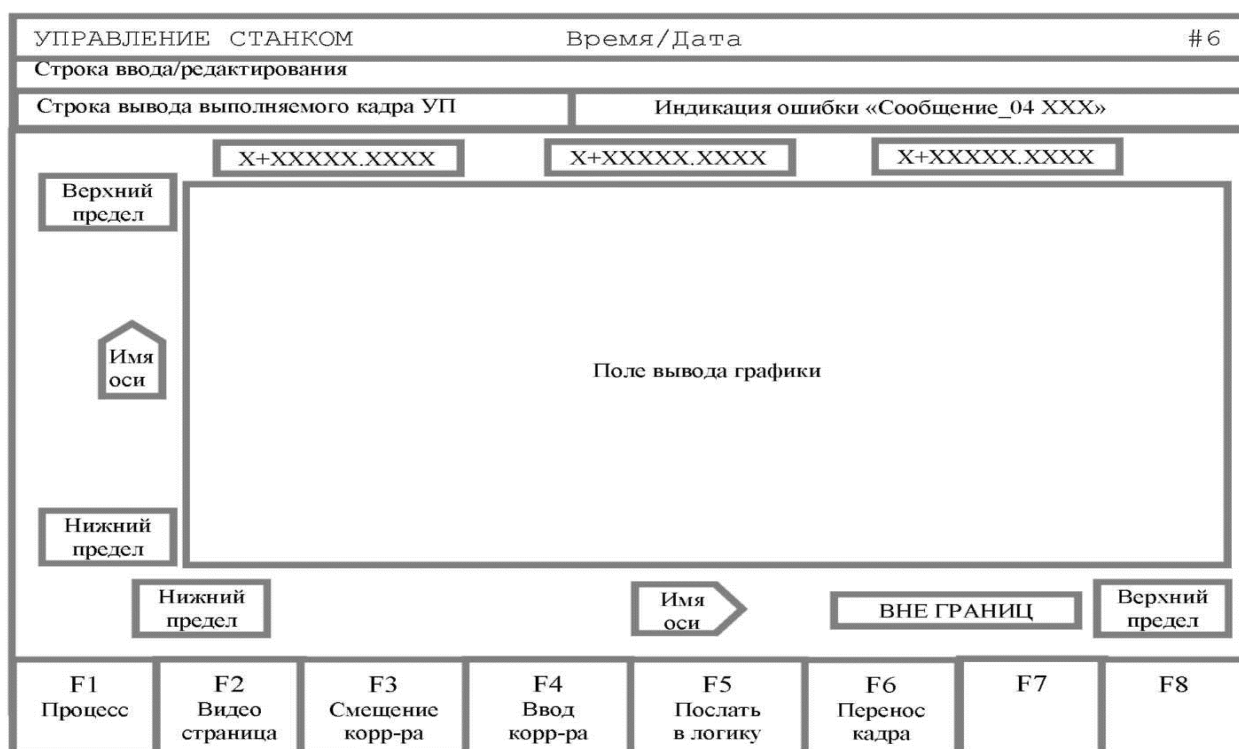 УПРАВЛЕНИЕ СТАНКОМ Время/Дата #6
Строка ввода/редактирования
Строка вывода выполняемого кадра УП Индикация ошибки «Сообщение_04 XXX»
X+XXXXX.XXXX X+XXXXX.XXXX X+XXXXX.XXXX
Верхний
предел
Имя
оси
Поле вывода графики
Нижний
предел
Нижний
предел
Имя
оси
ВНЕ ГРАНИЦ
Верхний
предел
F1
Процесс
F2
Видео
страница
F3
Смещение
корр-ра
F4
Ввод
корр-ра
F5
Послать
в логику
F6
Перенос
кадра
F7
F8